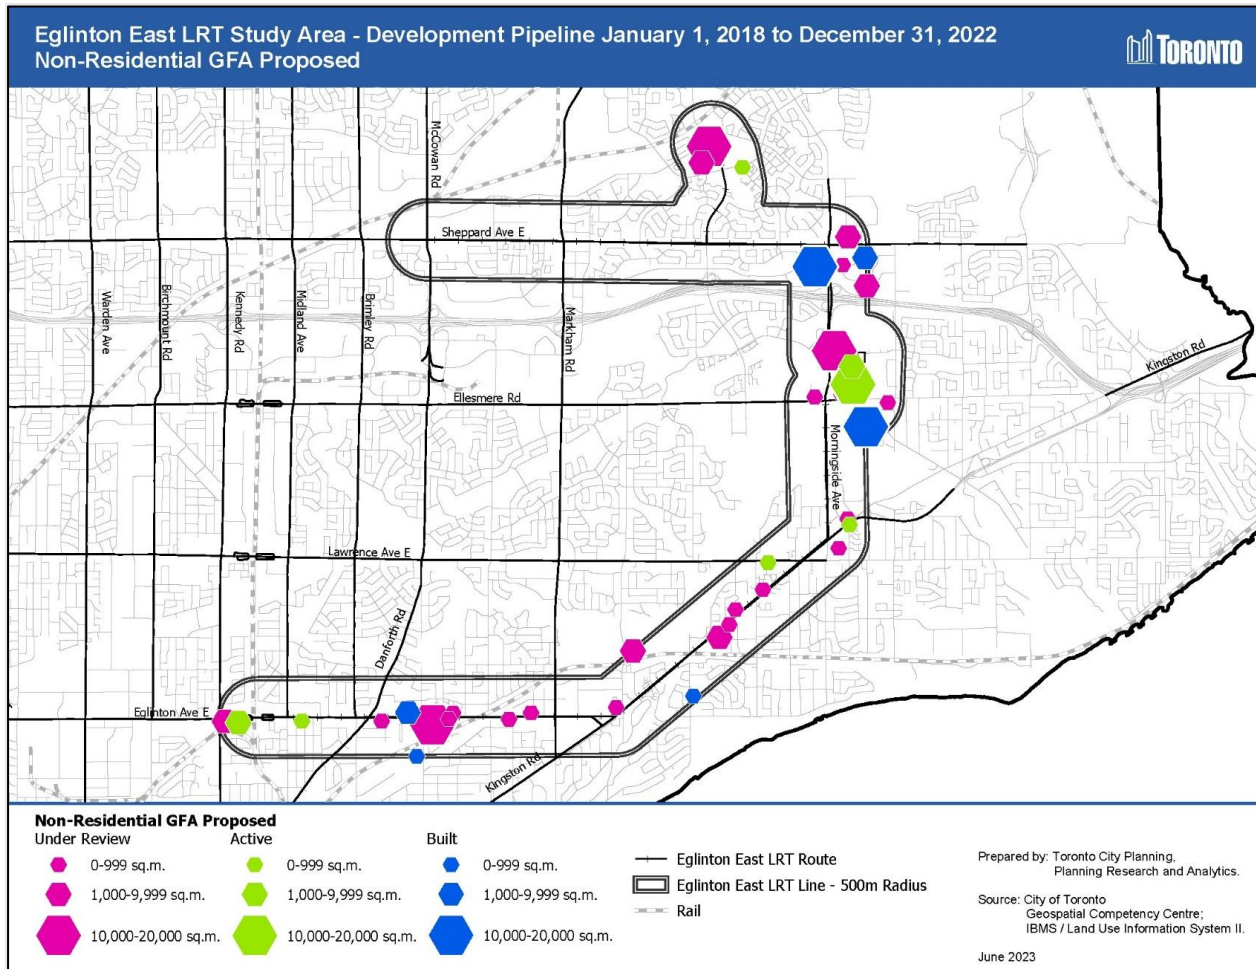 Eglinton East LRT Study Area - Development Pipeline January 1, 2018 to December 31, 2022
Non-Residential GFA Proposed
TORONTO
McCowan Rd
Sheppard Ave E
Warden Ave
Birchmount Rd
Kennedy Rd
Midland Ave
Brimley Rd
Markham Rd
Kingston Rd
Ellesmere Rd
Morningside Ave
Lawrence Ave E
Danforth Rd
Eglinton Ave E
Kingston Rd
Non-Residential GFA Proposed
Under Review
0-999 sq.m.
1,000-9,999 sq.m.
10,000-20,000 sq.m.
Active
0-999 sq.m.
1,000-9,999 sq.m.
10,000-20,000 sq.m.
Built
0-999 sq.m.
1,000-9,999 sq.m.
10,000-20,000 sq.m.
Eglinton East LRT Route
Eglinton East LRT Line - 500m Radius
Rail
Prepared by: Toronto City Planning,
Planning Research and Analytics.
Source: City of Toronto
Geospatial Competency Centre;
IBMS / Land Use Information System II.
June 2023